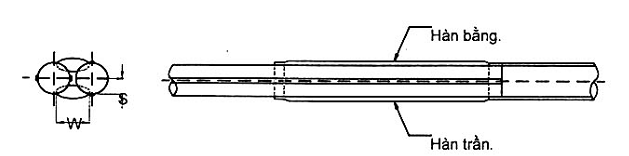 Hàn bằng.
S
W
Hàn trần.